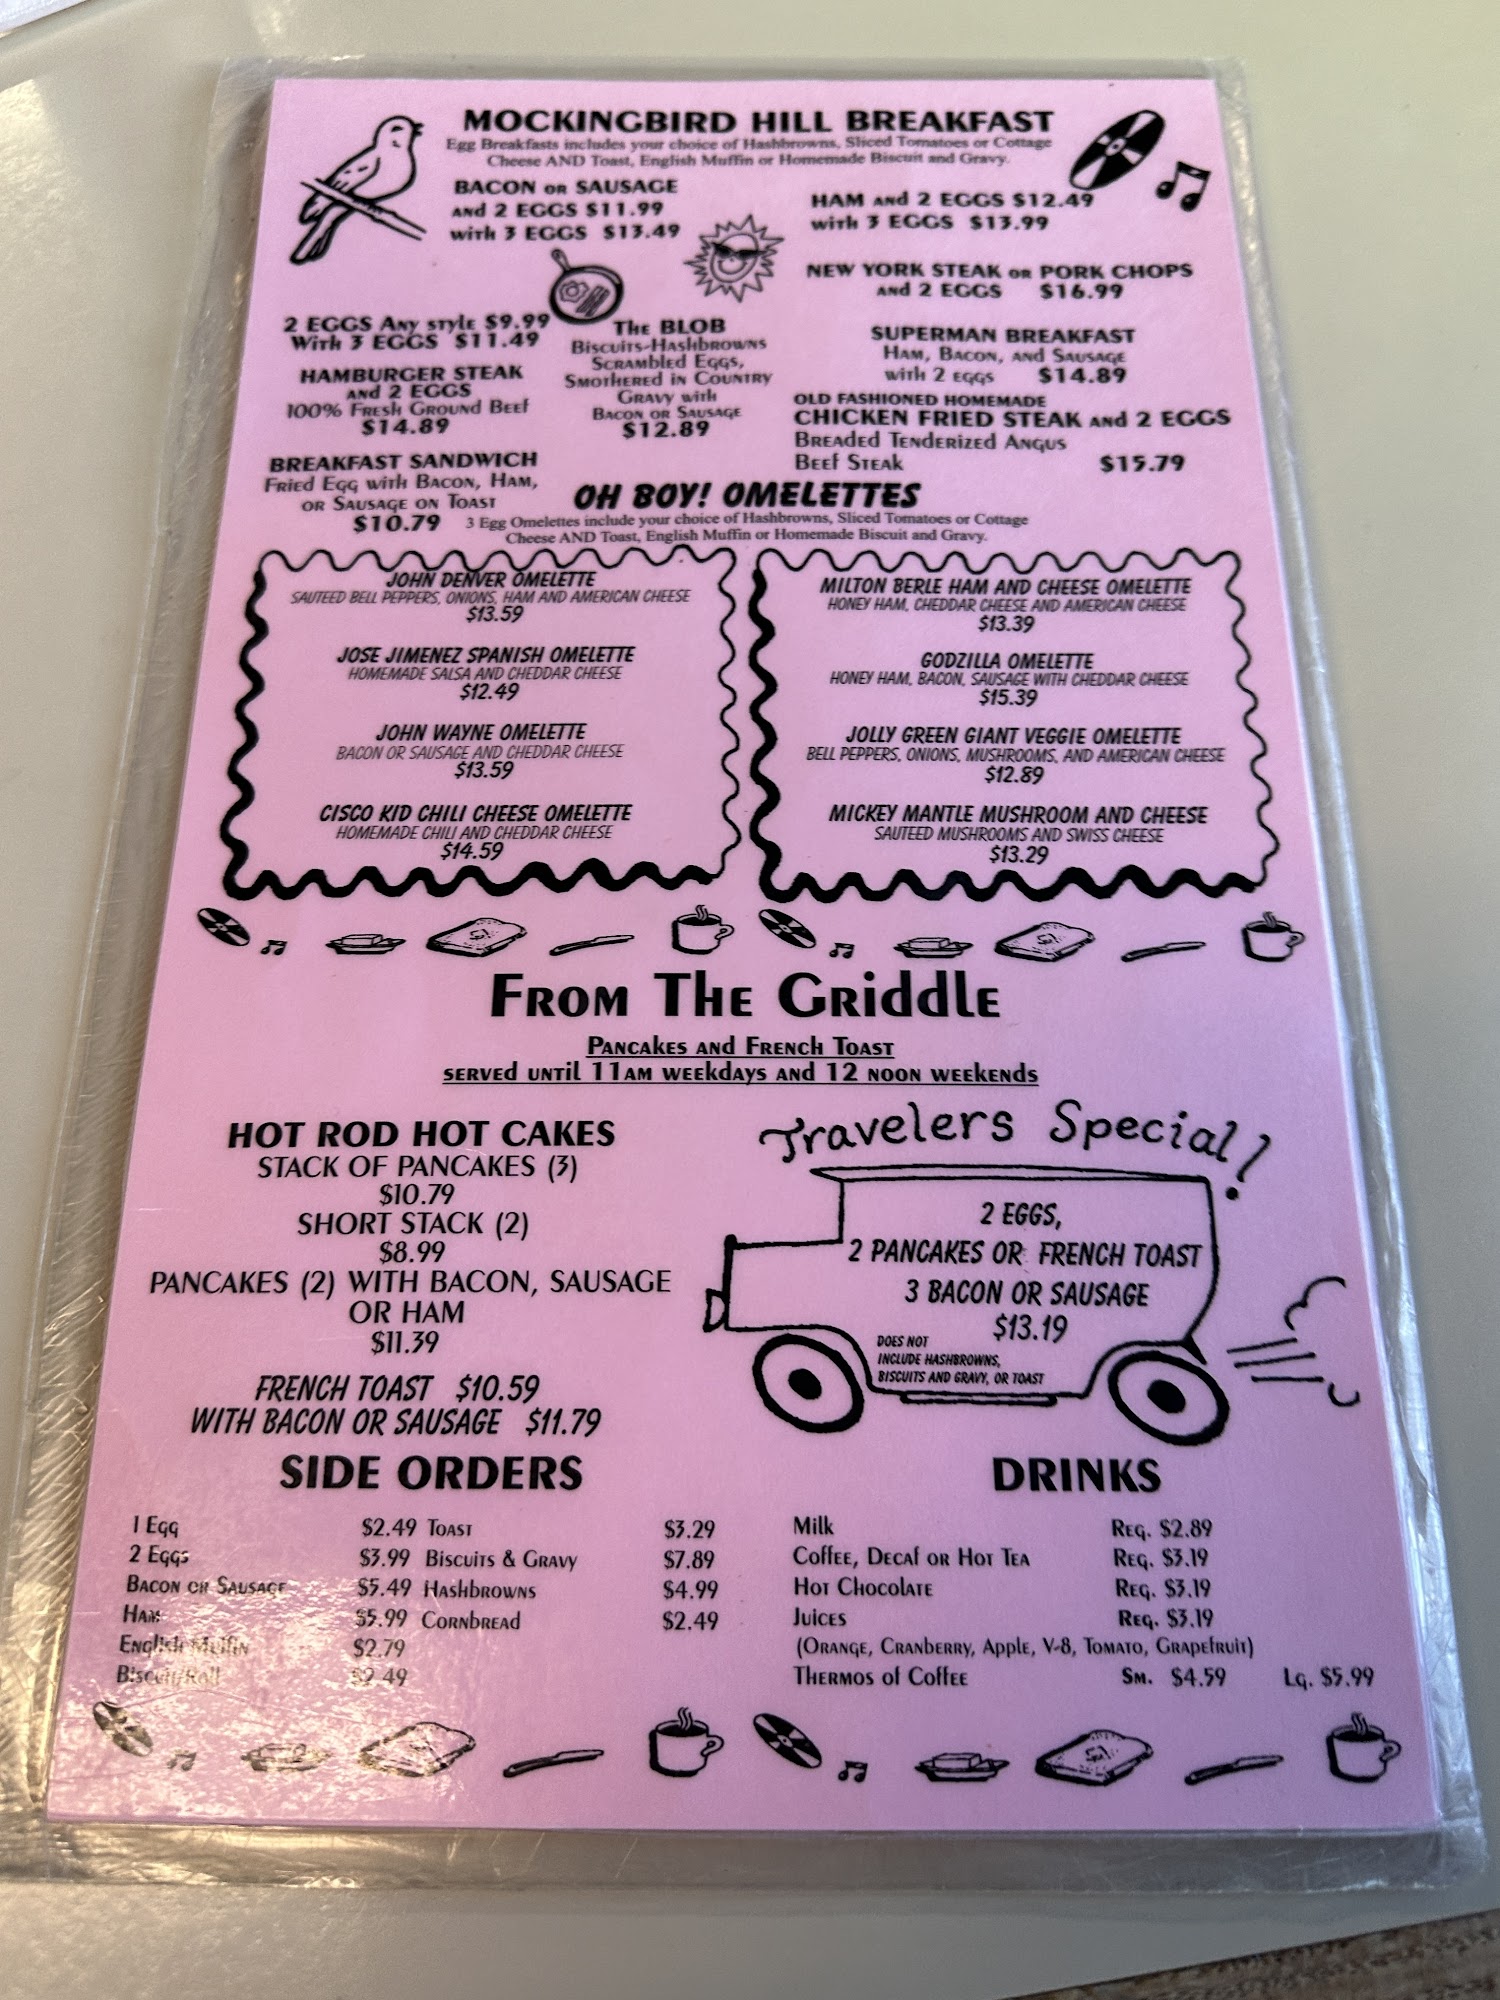 MOCKINGBIRD HILL BREAKFAST
Egg Breakfasts includes your choice of Hashbrowns, Sliced Tomatoes or Cottage
Cheese AND Toast, English Muffin or Homemade Biscuit and Gravy.
BACON OR SAUSAGE
AND 2 EGGS $11.99
WITH 3 EGGS $13.49
HAM AND 2 EGGS $12.49
WITH 3 EGGS $13.99
NEW YORK STEAK OR PORK CHOPS
AND 2 EGGS $16.99
2 EGGS ANY STYLE $9.99
WITH 3 EGGS $11.49
HAMBURGER STEAK
AND 2 EGGS
100% FRESH GROUND BEEF
$14.89
THE BLOB
BISCUITS-HASHBROWNS
SCRAMBLED EGGS,
SMOTHERED IN COUNTRY
GRAVY WITH
BACON OR SAUSAGE
$12.89
SUPERMAN BREAKFAST
HAM, BACON, AND SAUSAGE
WITH 2 EGGS $14.89
OLD FASHIONED HOMEMADE
CHICKEN FRIED STEAK AND 2 EGGS
BREADED TENDERIZED ANGUS
BEEF STEAK $15.79
BREAKFAST SANDWICH
FRIED EGG WITH BACON, HAM,
OR SAUSAGE ON TOAST
$10.79
OH BOY! OMELETTES
3 Egg Omelettes include your choice of Hashbrowns, Sliced Tomatoes or Cottage
Cheese AND Toast, English Muffin or Homemade Biscuit and Gravy.
JOHN DENVER OMELETTE
SAUTEED BELL PEPPERS, ONIONS, HAM AND AMERICAN CHEESE
$13.59
JOSE JIMENEZ SPANISH OMELETTE
HOMEMADE SALSA AND CHEDDAR CHEESE
$12.49
JOHN WAYNE OMELETTE
BACON OR SAUSAGE AND CHEDDAR CHEESE
$13.59
CISCO KID CHILI CHEESE OMELETTE
HOMEMADE CHILI AND CHEDDAR CHEESE
$14.59
MILTON BERLE HAM AND CHEESE OMELETTE
HONEY HAM, CHEDDAR CHEESE AND AMERICAN CHEESE
$13.39
GODZILLA OMELETTE
HONEY HAM, BACON, SAUSAGE WITH CHEDDAR CHEESE
$15.39
JOLLY GREEN GIANT VEGGIE OMELETTE
BELL PEPPERS, ONIONS, MUSHROOMS, AND AMERICAN CHEESE
$12.89
MICKEY MANTLE MUSHROOM AND CHEESE
SAUTEED MUSHROOMS AND SWISS CHEESE
$13.29
FROM THE GRIDDLE
PANCAKES AND FRENCH TOAST
SERVED UNTIL 11AM WEEKDAYS AND 12 NOON WEEKENDS
HOT ROD HOT CAKES
STACK OF PANCAKES (3)
$10.79
SHORT STACK (2)
$8.99
PANCAKES (2) WITH BACON, SAUSAGE
OR HAM
$11.39
FRENCH TOAST $10.59
WITH BACON OR SAUSAGE $11.79
Travelers Special!
2 EGGS,
2 PANCAKES OR FRENCH TOAST
3 BACON OR SAUSAGE
$13.19
DOES NOT
INCLUDE HASHBROWNS,
BISCUITS AND GRAVY, OR TOAST
SIDE ORDERS
1 EGG $2.49 TOAST $3.29
2 EGGS $3.99 BISCUITS & GRAVY $7.89
BACON OR SAUSAGE $5.49 HASHBROWNS $4.99
HAM $5.99 CORNBREAD $2.49
ENGLISH MUFFIN $2.79
BISCUIT/ROLL $2.49
DRINKS
MILK REG. $2.89
COFFEE, DECAF OR HOT TEA REG. $3.19
HOT CHOCOLATE REG. $3.19
JUICES REG. $3.19
(ORANGE, CRANBERRY, APPLE, V-8, TOMATO, GRAPEFRUIT)
THERMOS OF COFFEE SM. $4.59 LG. $5.99